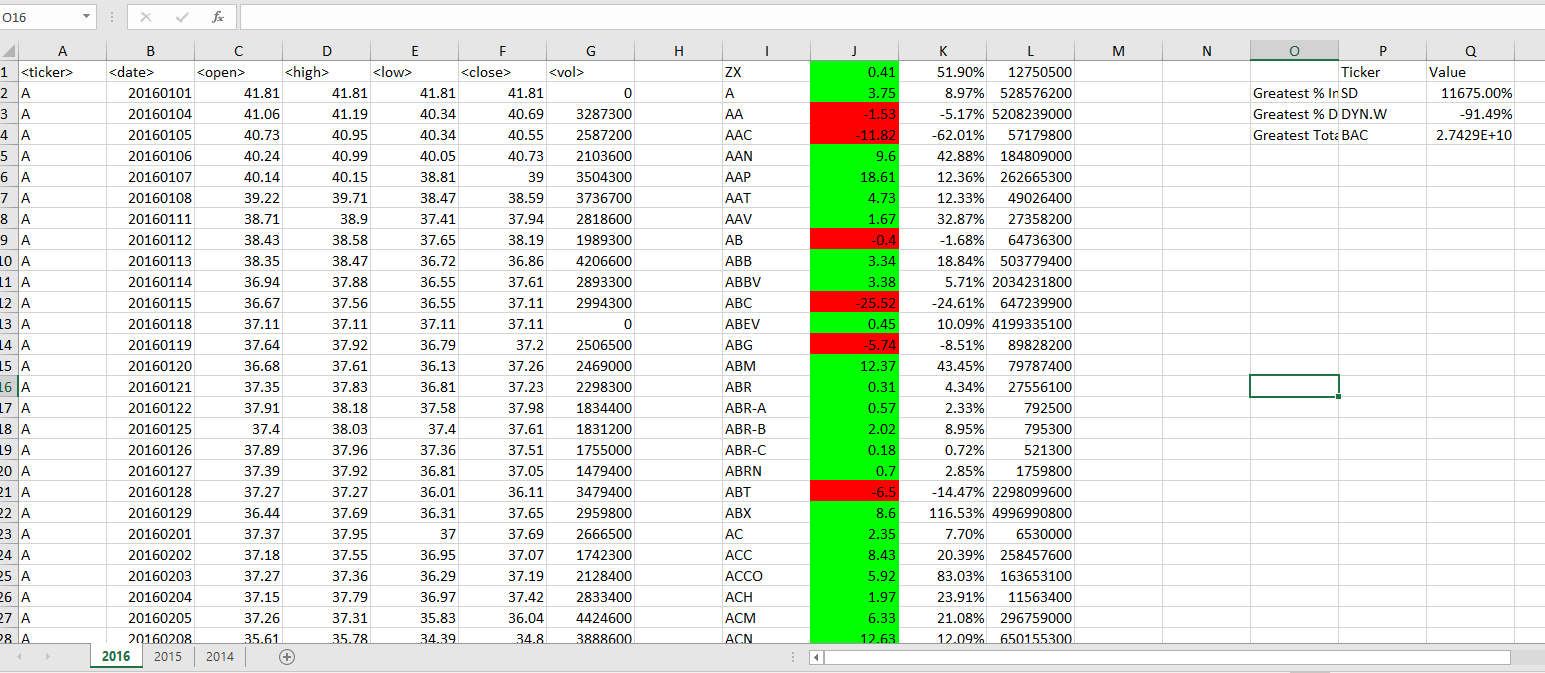 O16 fx
A B C D E F G H I J K L M N O P Q
1 <ticker> <date> <open> <high> <low> <close> <vol> ZX 0.41 51.90% 12750500 Ticker Value
2 A 20160101 41.81 41.81 41.81 41.81 0 A 3.75 8.97% 528576200 Greatest % In SD 11675.00%
3 A 20160104 41.06 41.19 40.34 40.69 3287300 AA -1.53 -5.17% 5208239000 Greatest % D DYN.W -91.49%
4 A 20160105 40.73 40.95 40.34 40.55 2587200 AAC -11.82 -62.01% 57179800 Greatest Tota BAC 2.7429E+10
5 A 20160106 40.24 40.99 40.05 40.73 2103600 AAN 9.6 42.88% 184809000
6 A 20160107 40.14 40.15 38.81 39 3504300 AAP 18.61 12.36% 262665300
7 A 20160108 39.22 39.71 38.47 38.59 3736700 AAT 4.73 12.33% 49026400
8 A 20160111 38.71 38.9 37.41 37.94 2818600 AAV 1.67 32.87% 27358200
9 A 20160112 38.43 38.58 37.65 38.19 1989300 AB -0.4 -1.68% 64736300
10 A 20160113 38.35 38.47 36.72 36.86 4206600 ABB 3.34 18.84% 503779400
11 A 20160114 36.94 37.88 36.55 37.61 2893300 ABBV 3.38 5.71% 2034231800
12 A 20160115 36.67 37.56 36.55 37.11 2994300 ABC -25.52 -24.61% 647239900
13 A 20160118 37.11 37.11 37.11 37.11 0 ABEV 0.45 10.09% 4199335100
14 A 20160119 37.64 37.92 36.79 37.2 2506500 ABG -5.74 -8.51% 89828200
15 A 20160120 36.68 37.61 36.13 37.26 2469000 ABM 12.37 43.45% 79787400
16 A 20160121 37.35 37.83 36.81 37.23 2298300 ABR 0.31 4.34% 27556100
17 A 20160122 37.91 38.18 37.58 37.98 1834400 ABR-A 0.57 2.33% 792500
18 A 20160125 37.4 38.03 37.4 37.61 1831200 ABR-B 2.02 8.95% 795300
19 A 20160126 37.89 37.96 37.36 37.51 1755000 ABR-C 0.18 0.72% 521300
20 A 20160127 37.39 37.92 36.81 37.05 1479400 ABRN 0.7 2.85% 1759800
21 A 20160128 37.27 37.27 36.01 36.11 3479400 ABT -6.5 -14.47% 2298099600
22 A 20160129 36.44 37.69 36.31 37.65 2959800 ABX 8.6 116.53% 4996990800
23 A 20160201 37.37 37.95 37 37.69 2666500 AC 2.35 7.70% 6530000
24 A 20160202 37.18 37.55 36.95 37.07 1742300 ACC 8.43 20.39% 258457600
25 A 20160203 37.27 37.36 36.29 37.19 2128400 ACCO 5.92 83.03% 163653100
26 A 20160204 37.15 37.79 36.97 37.42 2833400 ACH 1.97 23.91% 11563400
27 A 20160205 37.26 37.31 35.83 36.04 4424600 ACM 6.33 21.08% 296759000
28 A 20160208 35.61 35.78 34.39 34.8 3888600 ACN 12.63 12.09% 650155300
2016 2015 2014